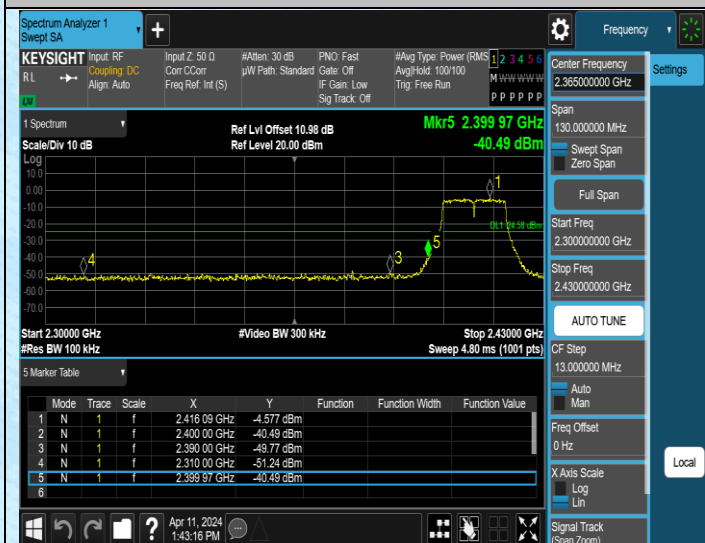 Spectrum Analyzer 1
Swept SA
Frequency
KEYSIGHT Input: RF Input Z: 50 Ω #Atten: 30 dB PNO: Fast #Avg Type: Power (RMS 1 2 3 4 5 6
RL Coupling: DC Corr CCorr µW Path: Standard Gate: Off Avg|Hold: 100/100 M W W W W W
Align: Auto Freq Ref: Int (S) IF Gain: Low Trig: Free Run
Sig Track: Off P P P P P P
1 Spectrum
Scale/Div 10 dB
Ref Lvl Offset 10.98 dB
Ref Level 20.00 dBm
Mkr5 2.399 97 GHz
-40.49 dBm
Log
10.0
0.00
-10.0
-20.0
-30.0
-40.0
-50.0
-60.0
-70.0
1
5
3
4
Start 2.30000 GHz #Video BW 300 kHz Stop 2.43000 GHz
#Res BW 100 kHz Sweep 4.80 ms (1001 pts)
5 Marker Table
Mode Trace Scale X Y Function Function Width Function Value
1 N 1 f 2.416 09 GHz -4.577 dBm
2 N 1 f 2.400 00 GHz -40.49 dBm
3 N 1 f 2.390 00 GHz -49.77 dBm
4 N 1 f 2.310 00 GHz -51.24 dBm
5 N 1 f 2.399 97 GHz -40.49 dBm
6
Apr 11, 2024
1:43:16 PM
Center Frequency
2.365000000 GHz
Span
130.000000 MHz
Swept Span
Zero Span
Full Span
Start Freq
2.300000000 GHz
Stop Freq
2.430000000 GHz
AUTO TUNE
CF Step
13.000000 MHz
Auto
Man
Freq Offset
0 Hz
X Axis Scale
Log
Lin
Signal Track
(Span Zoom)
Settings
Local